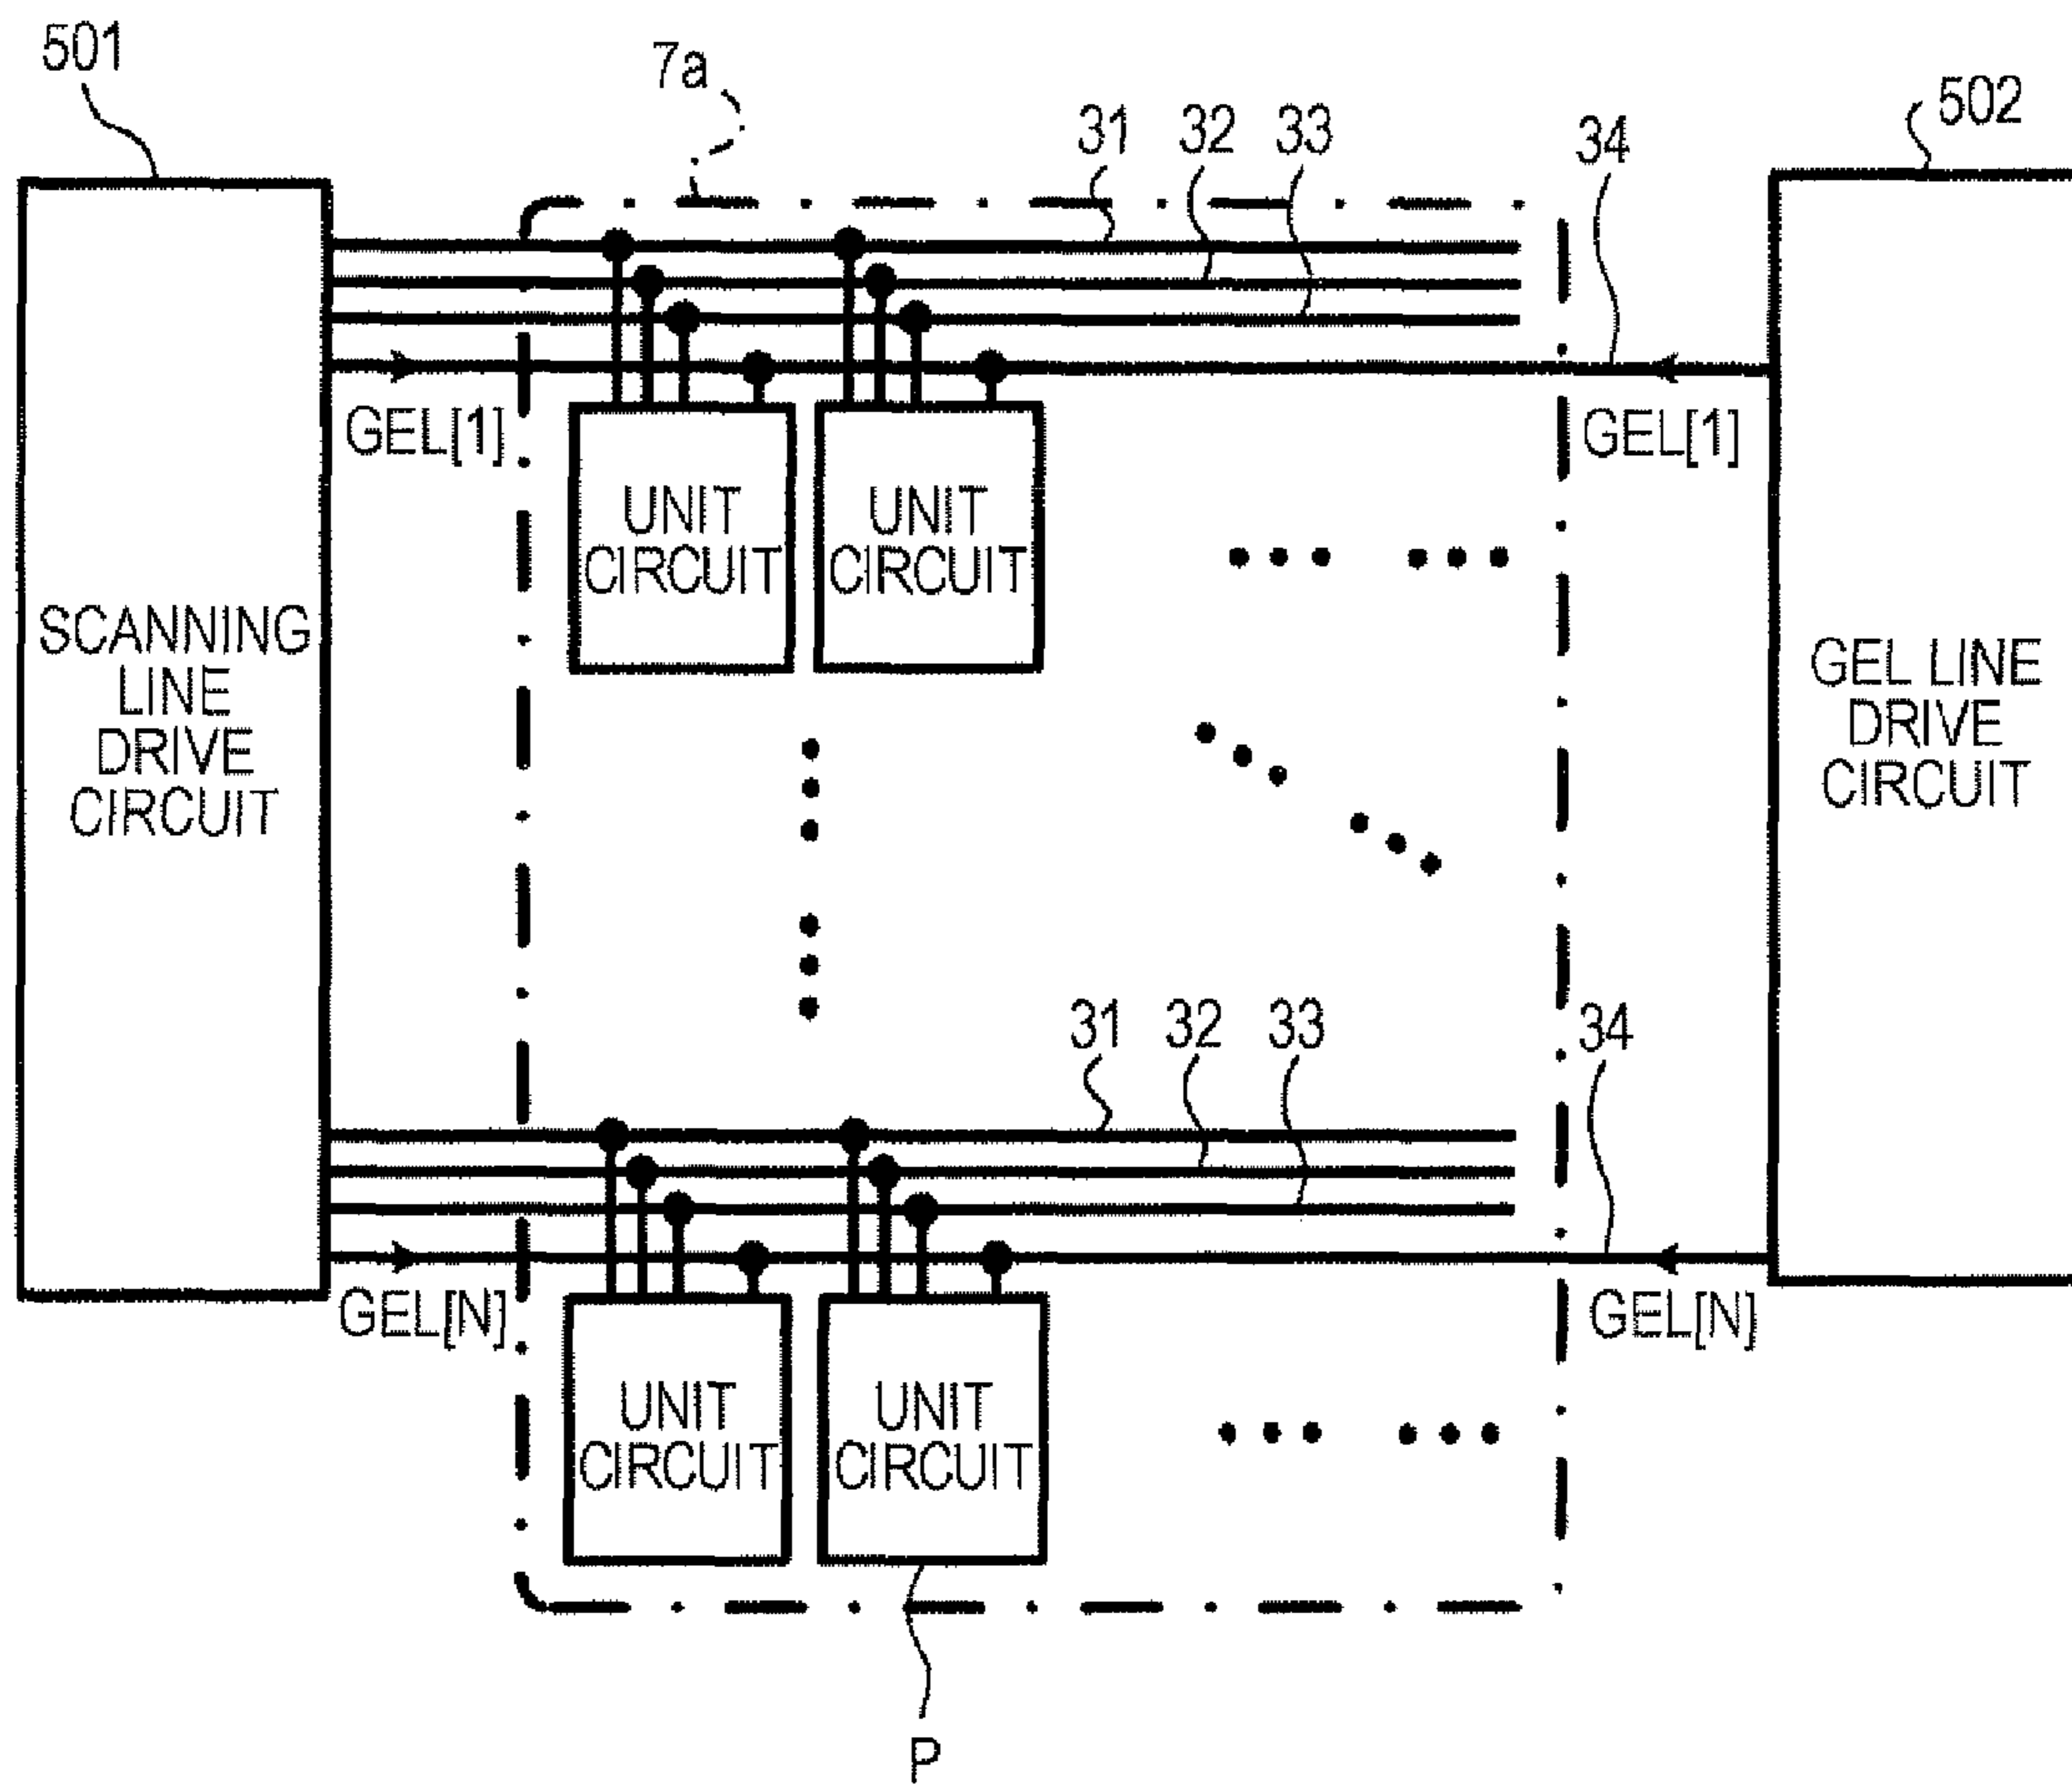 501
7a
31
32
33
34
502
GEL[1]
GEL[1]
UNIT
CIRCUIT
UNIT
CIRCUIT
SCANNING
LINE
DRIVE
CIRCUIT
GEL LINE
DRIVE
CIRCUIT
31
32
33
34
GEL[N]
GEL[N]
UNIT
CIRCUIT
UNIT
CIRCUIT
P